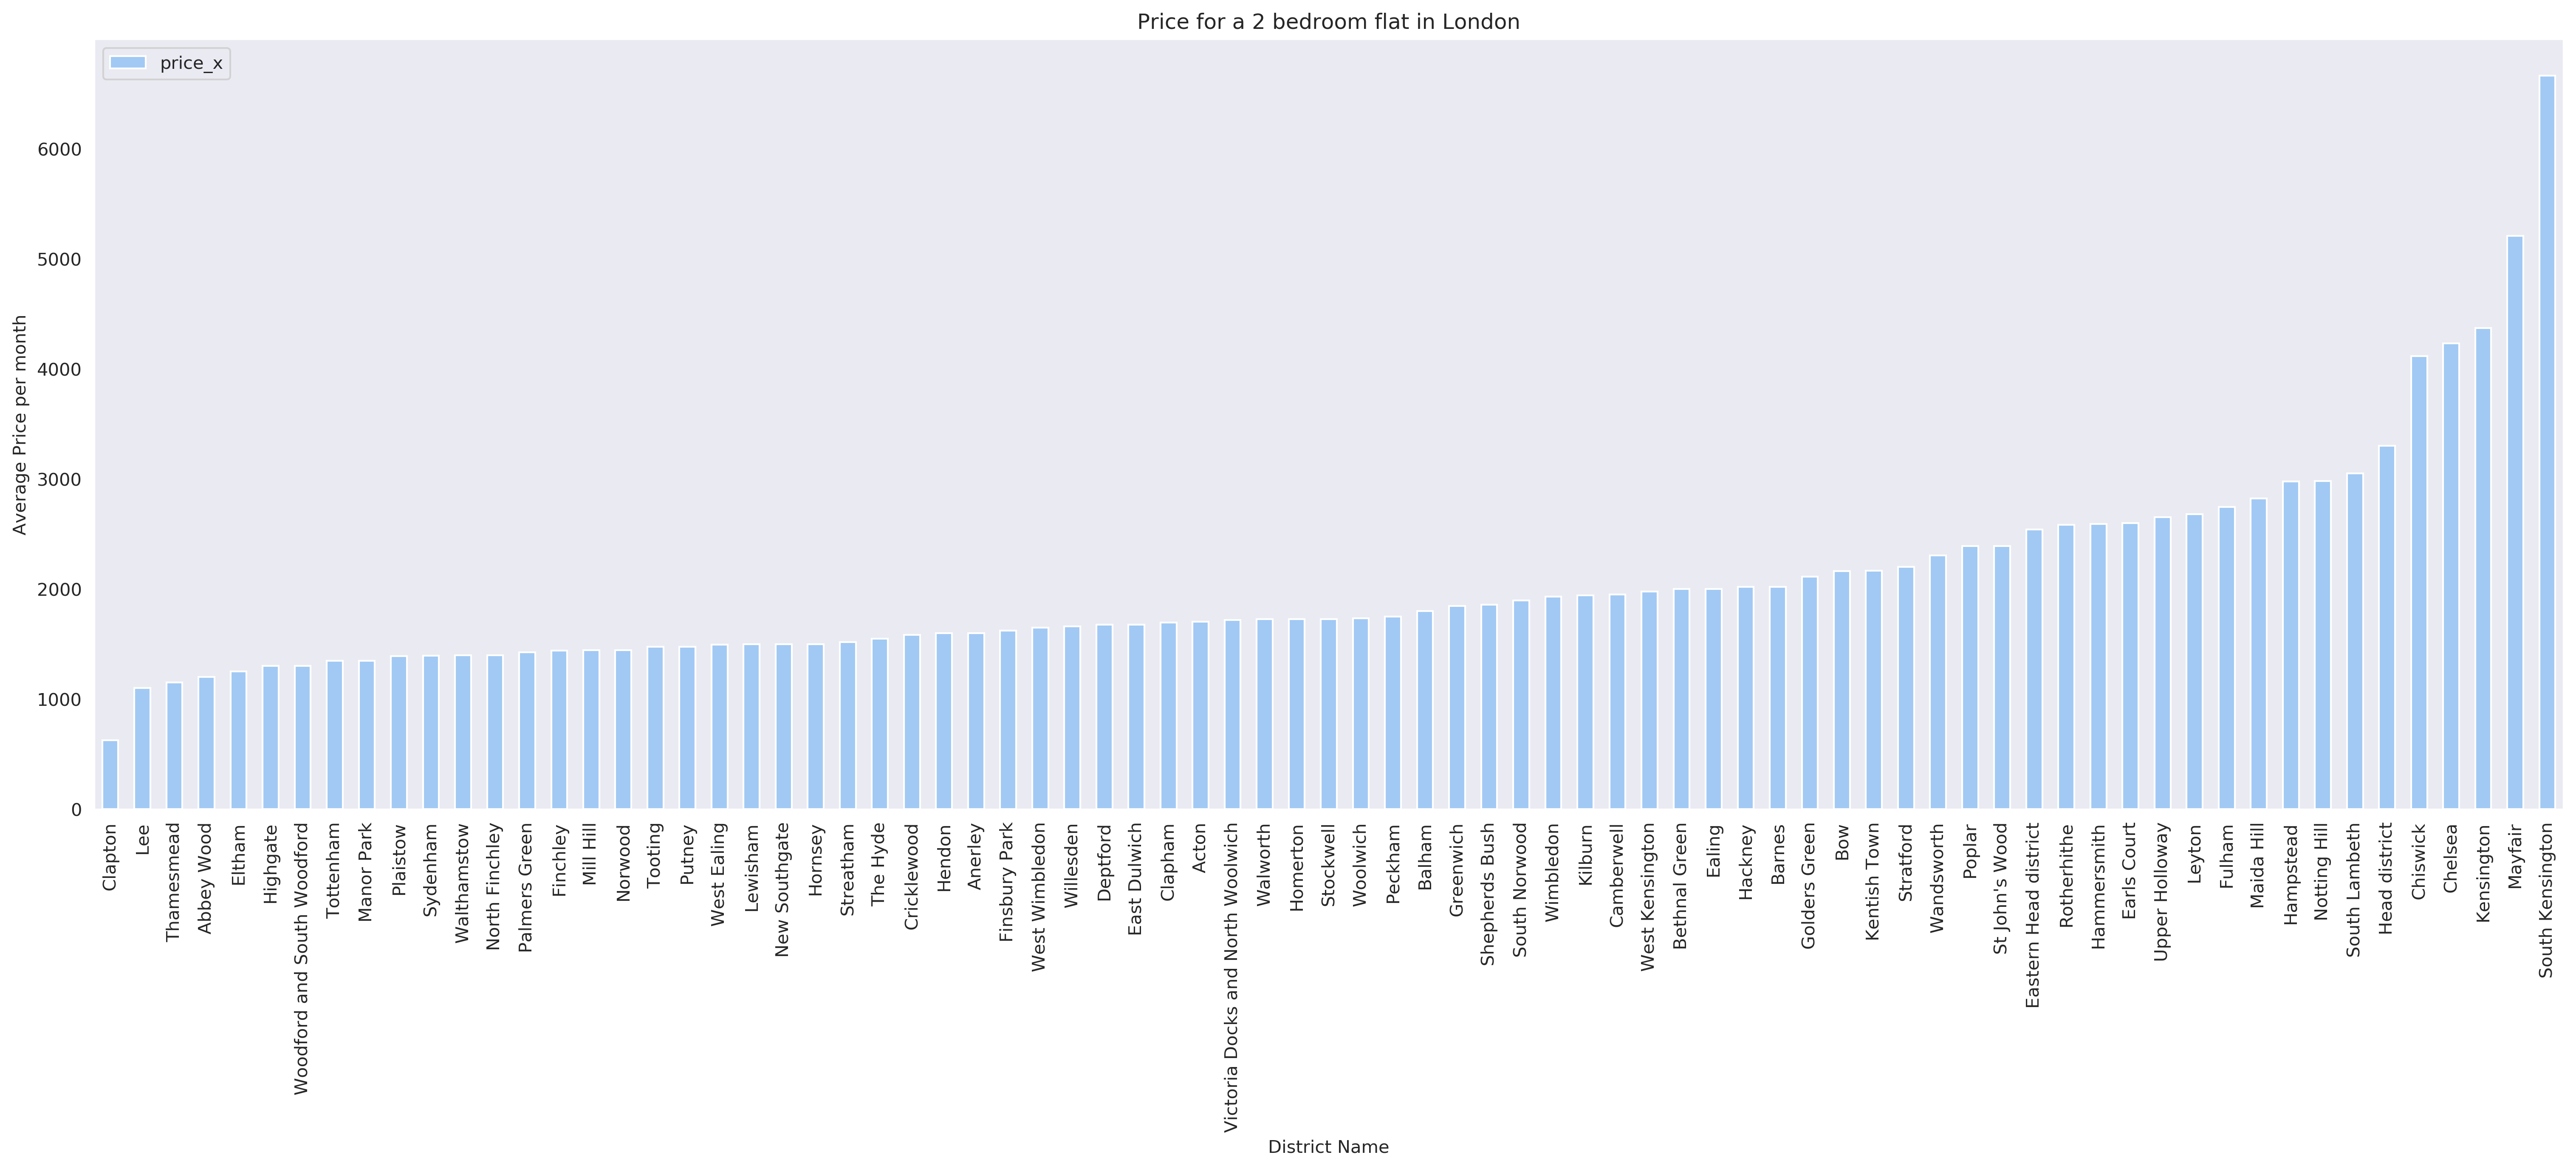 Price for a 2 bedroom flat in London
price_x
6000
5000
4000
3000
2000
1000
0
Average Price per month
Clapton
Lee
Thamesmead
Abbey Wood
Eltham
Highgate
Woodford and South Woodford
Tottenham
Manor Park
Plaistow
Sydenham
Walthamstow
North Finchley
Palmers Green
Finchley
Mill Hill
Norwood
Tooting
Putney
West Ealing
Lewisham
New Southgate
Hornsey
Streatham
The Hyde
Cricklewood
Hendon
Anerley
Finsbury Park
West Wimbledon
Willesden
Deptford
East Dulwich
Clapham
Acton
Victoria Docks and North Woolwich
Walworth
Homerton
Stockwell
Woolwich
Peckham
Balham
Greenwich
Shepherds Bush
South Norwood
Wimbledon
Kilburn
Camberwell
West Kensington
Bethnal Green
Ealing
Hackney
Barnes
Golders Green
Bow
Kentish Town
Stratford
Wandsworth
Poplar
St John's Wood
Eastern Head district
Rotherhithe
Hammersmith
Earls Court
Upper Holloway
Leyton
Fulham
Maida Hill
Hampstead
Notting Hill
South Lambeth
Head district
Chiswick
Chelsea
Kensington
Mayfair
South Kensington
District Name